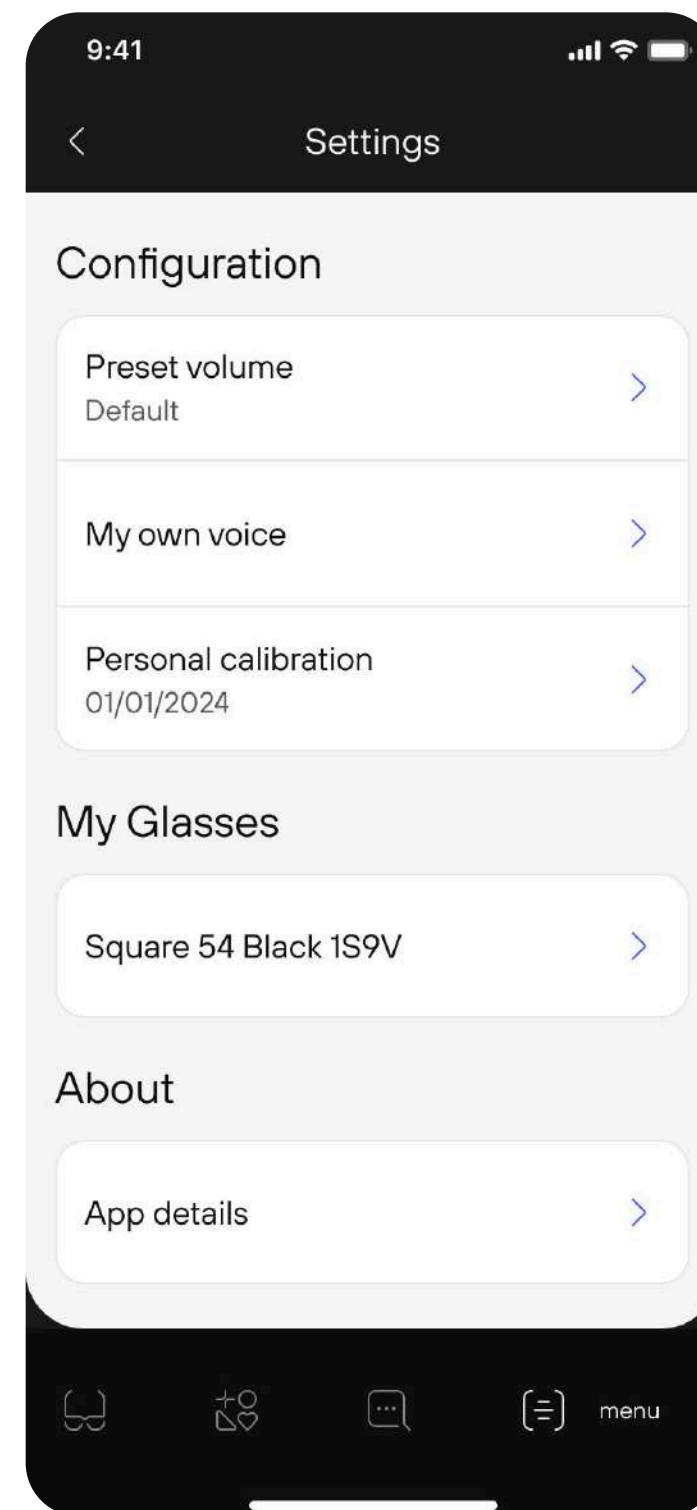 9:41
Settings
Configuration
Preset volume
Default
My own voice
Personal calibration
01/01/2024
My Glasses
Square 54 Black 1S9V
About
App details
menu